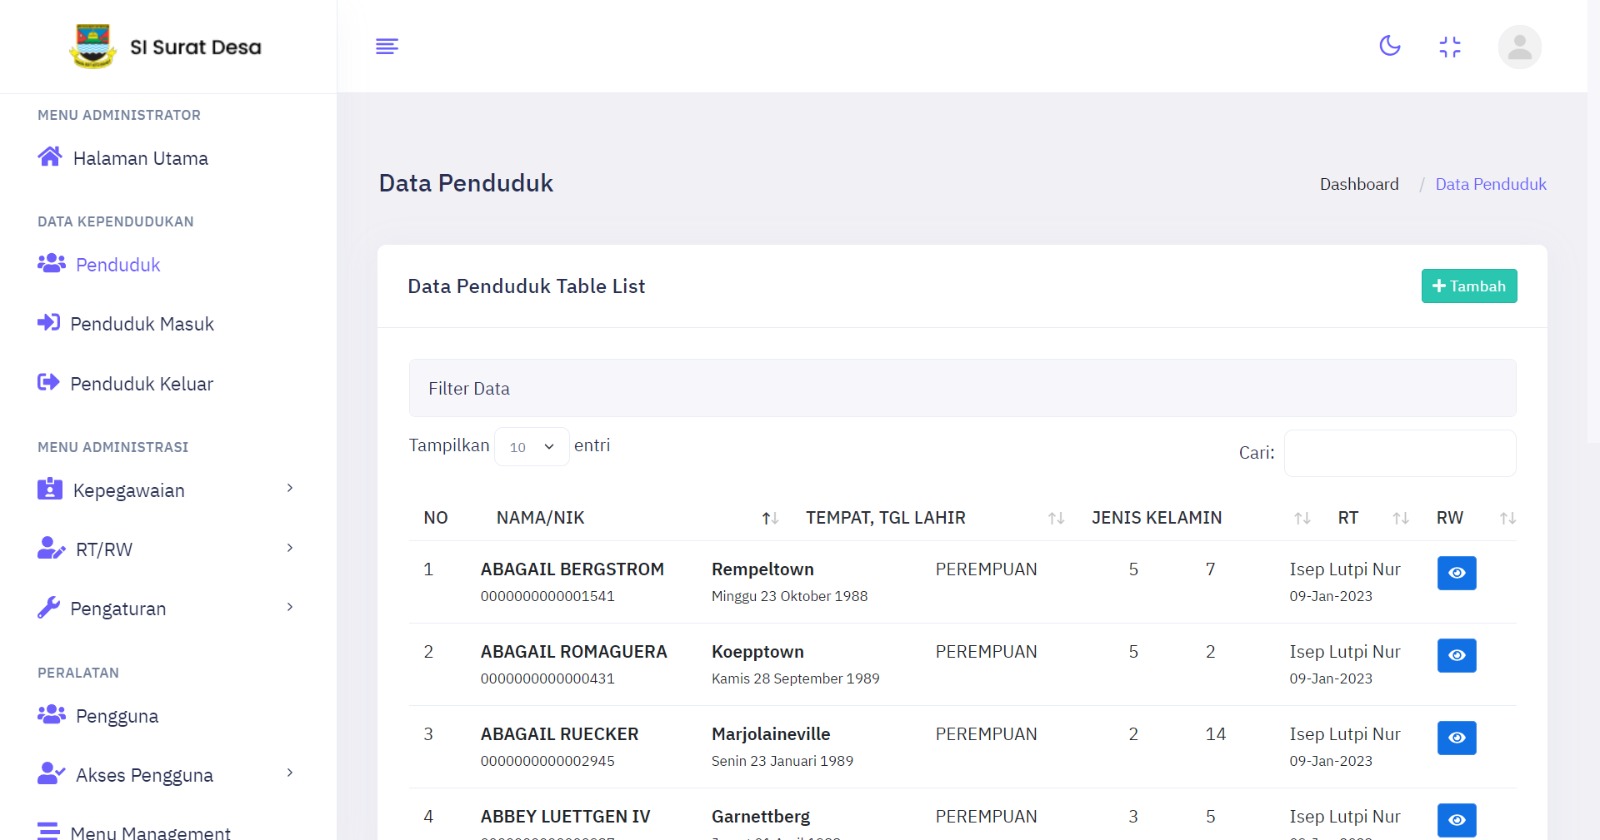 SI Surat Desa
MENU ADMINISTRATOR
Halaman Utama
DATA KEPENDUDUKAN
Penduduk
Penduduk Masuk
Penduduk Keluar
MENU ADMINISTRASI
Kepegawaian
RT/RW
Pengaturan
PERALATAN
Pengguna
Akses Pengguna
Menu Management
Data Penduduk
Dashboard / Data Penduduk
Data Penduduk Table List
Tambah
Filter Data
Tampilkan 10 entri
Cari:
NO NAMA/NIK TEMPAT, TGL LAHIR JENIS KELAMIN RT RW
1 ABAGAIL BERGSTROM Rempeltown PEREMPUAN 5 7 Isep Lutpi Nur
0000000000001541 Minggu 23 Oktober 1988 09-Jan-2023
2 ABAGAIL ROMAGUERA Koepptown PEREMPUAN 5 2 Isep Lutpi Nur
0000000000000431 Kamis 28 September 1989 09-Jan-2023
3 ABAGAIL RUECKER Marjolaineville PEREMPUAN 2 14 Isep Lutpi Nur
0000000000002945 Senin 23 Januari 1989 09-Jan-2023
4 ABBEY LUETTGEN IV Garnettberg PEREMPUAN 3 5 Isep Lutpi Nur